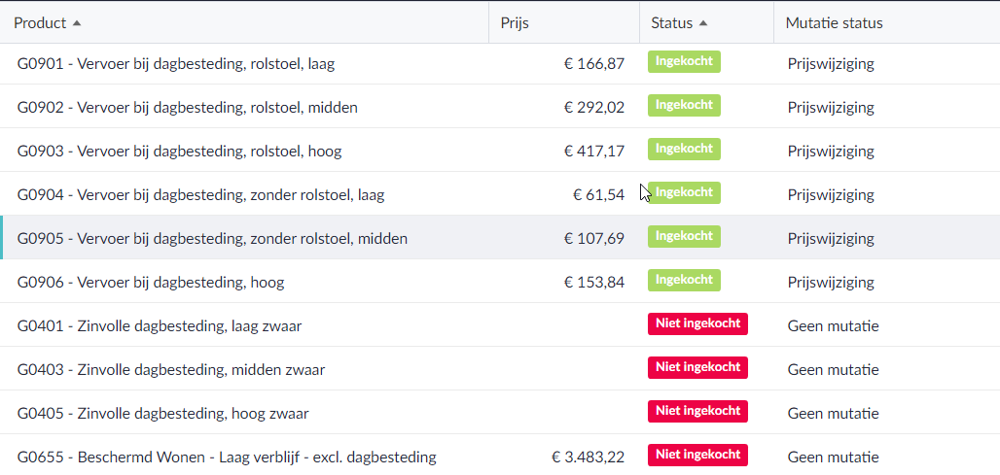 Product Prijs Status Mutatie status
G0901 - Vervoer bij dagbesteding, rolstoel, laag € 166,87 Ingekocht Prijswijziging
G0902 - Vervoer bij dagbesteding, rolstoel, midden € 292,02 Ingekocht Prijswijziging
G0903 - Vervoer bij dagbesteding, rolstoel, hoog € 417,17 Ingekocht Prijswijziging
G0904 - Vervoer bij dagbesteding, zonder rolstoel, laag € 61,54 Ingekocht Prijswijziging
G0905 - Vervoer bij dagbesteding, zonder rolstoel, midden € 107,69 Ingekocht Prijswijziging
G0906 - Vervoer bij dagbesteding, hoog € 153,84 Ingekocht Prijswijziging
G0401 - Zinvolle dagbesteding, laag zwaar Niet ingekocht Geen mutatie
G0403 - Zinvolle dagbesteding, midden zwaar Niet ingekocht Geen mutatie
G0405 - Zinvolle dagbesteding, hoog zwaar Niet ingekocht Geen mutatie
G0655 - Beschermd Wonen - Laag verblijf - excl. dagbesteding € 3.483,22 Niet ingekocht Geen mutatie